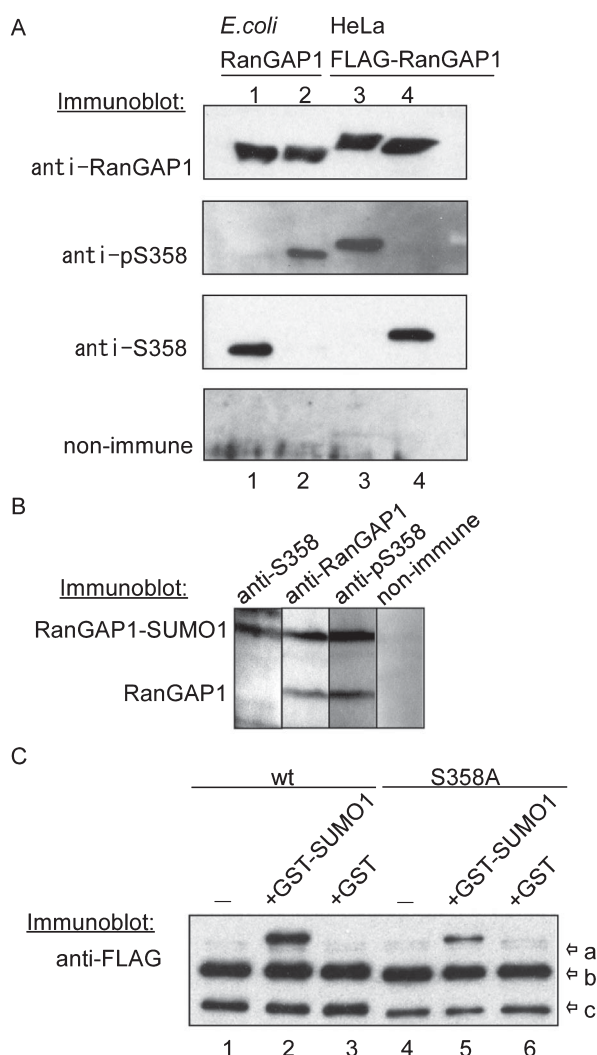 A
E.coli HeLa
RanGAP1 FLAG-RanGAP1
Immunoblot: 1 2 3 4
anti-RanGAP1
anti-pS358
anti-S358
non-immune
1 2 3 4
B
Immunoblot: anti-S358 anti-RanGAP1 anti-pS358 non-immune
RanGAP1-SUMO1
RanGAP1
C
wt S358A
— +GST-SUMO1 +GST — +GST-SUMO1 +GST
Immunoblot:
anti-FLAG
a
b
c
1 2 3 4 5 6